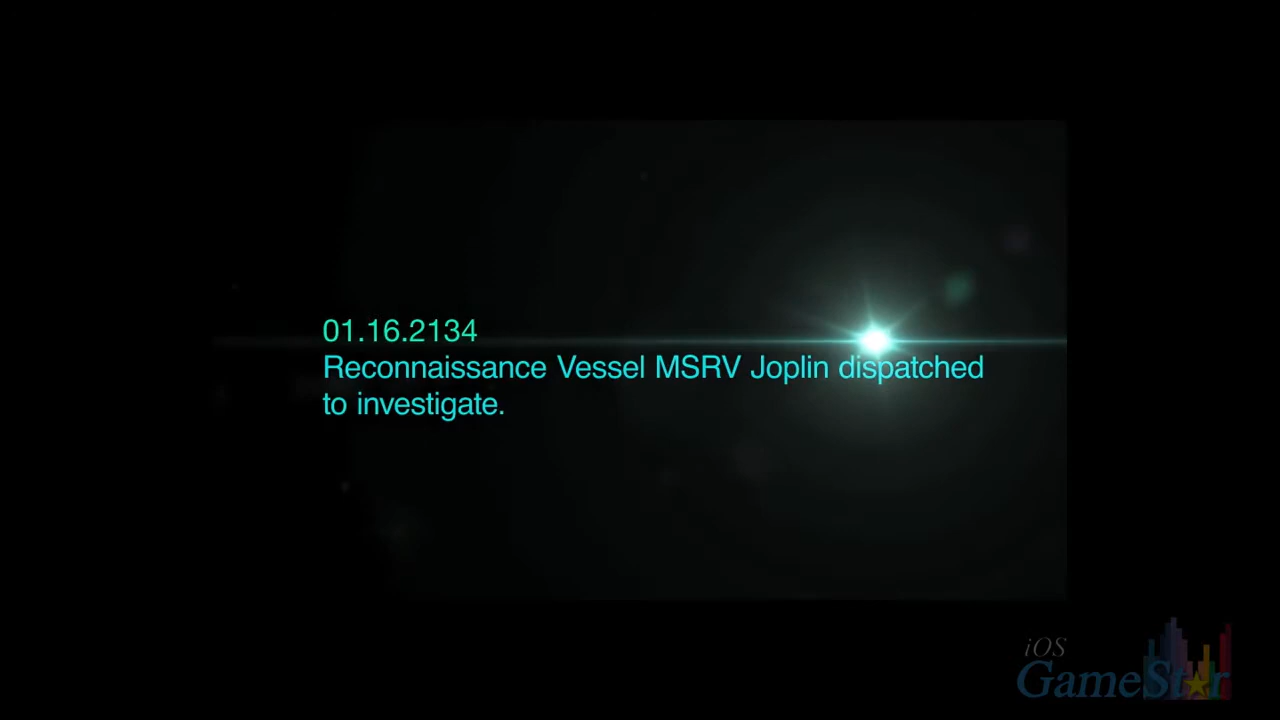 01.16.2134
Reconnaissance Vessel MSRV Joplin dispatched
to investigate.
iOS
GameStar